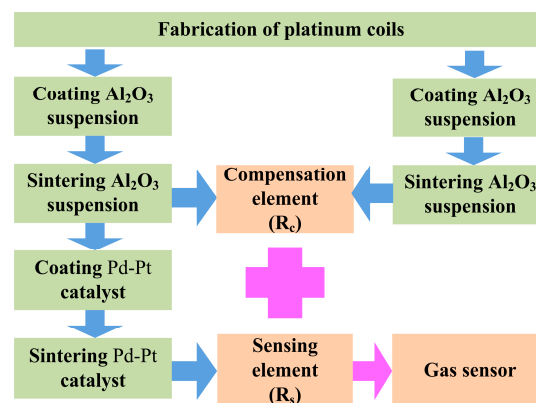 Fabrication of platinum coils
Coating Al₂O₃
suspension
Coating Al₂O₃
suspension
Sintering Al₂O₃
suspension
Compensation
element
(R꜀)
Sintering Al₂O₃
suspension
Coating Pd-Pt
catalyst
Sintering Pd-Pt
catalyst
Sensing
element
(Rₛ)
Gas sensor